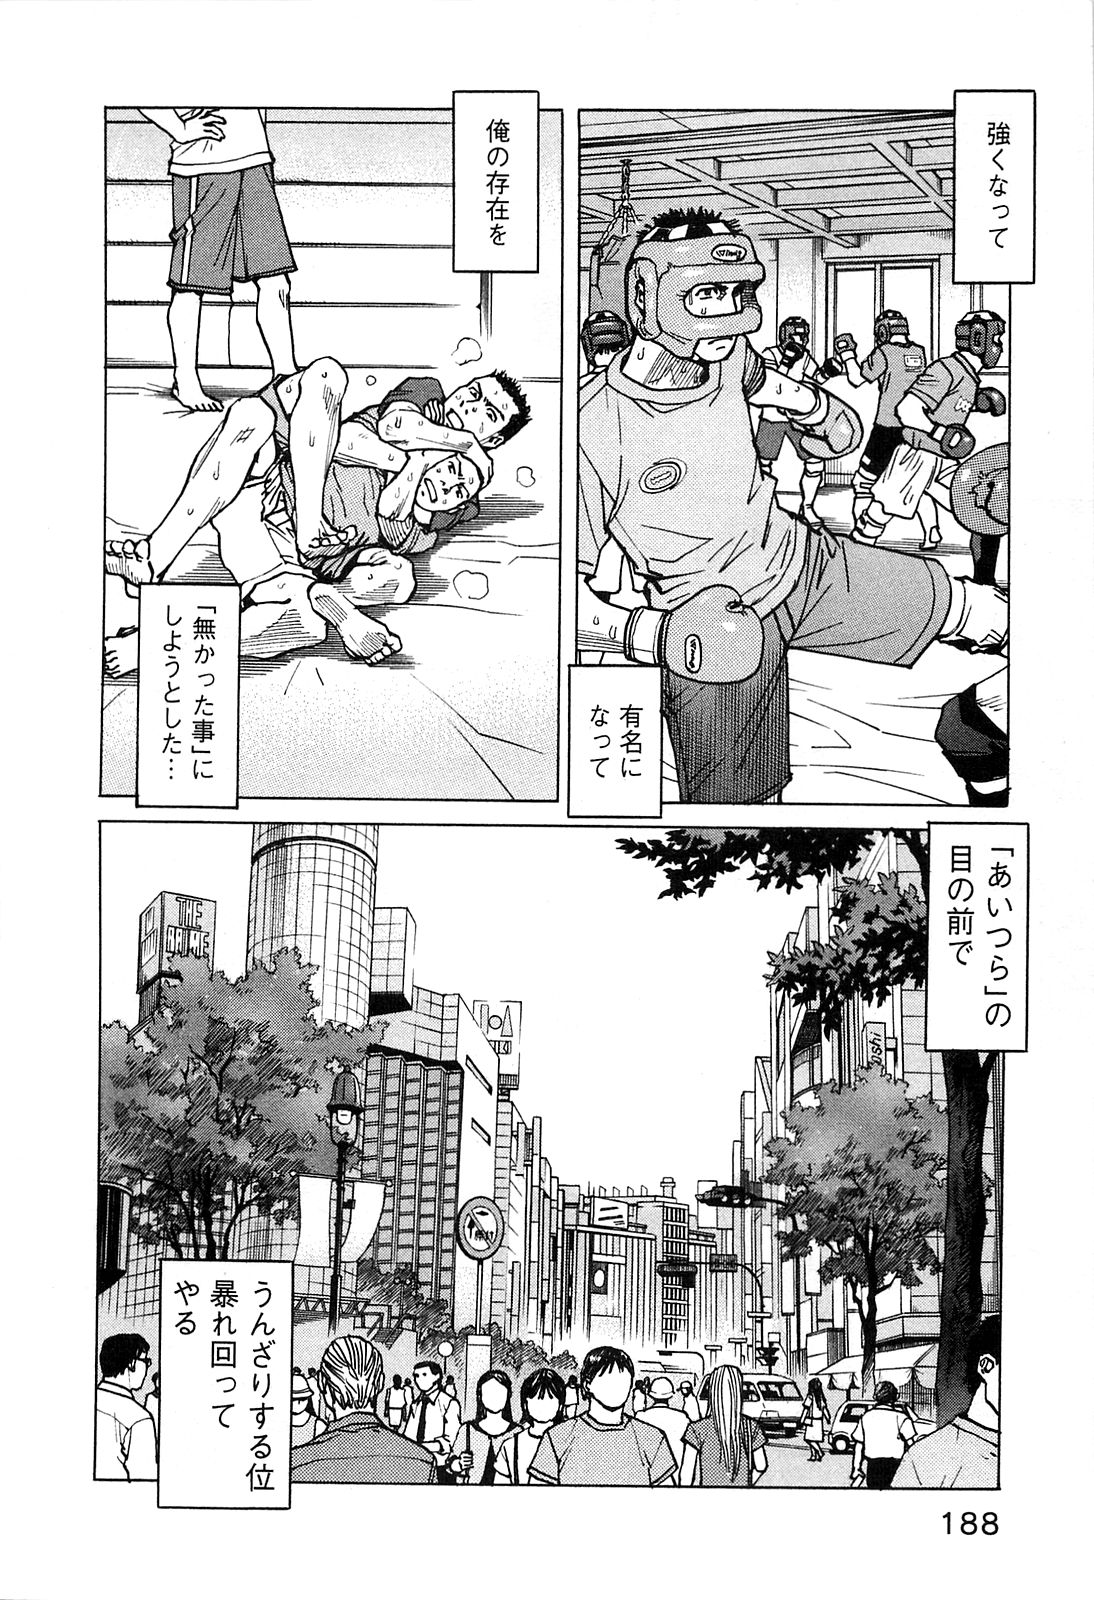 強くなって
有名に
なって
俺の存在を
「無かった事」に
しようとした…
「あいつら」の
目の前で
うんざりする位
暴れ回って
やる
THE
PRIME
188